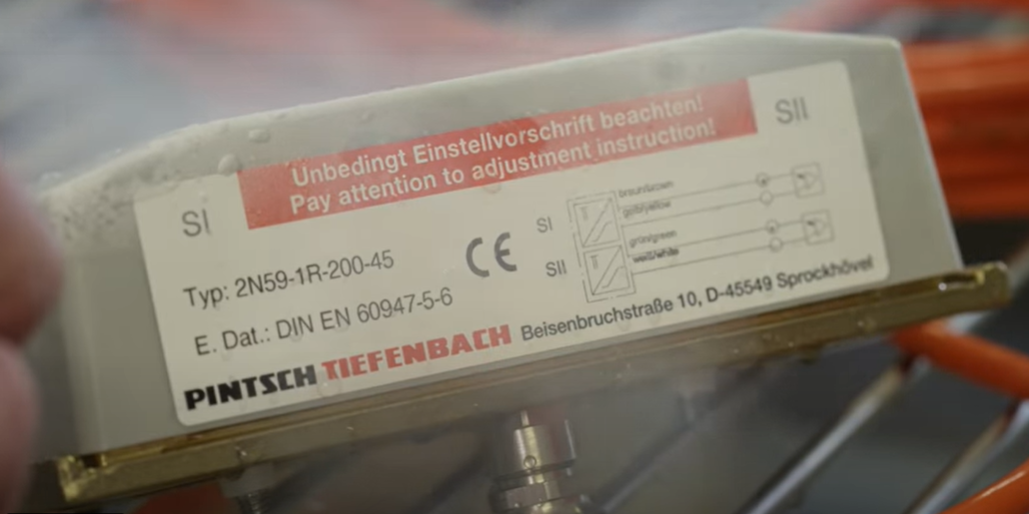 Unbedingt Einstellvorschrift beachten!
Pay attention to adjustment instruction!
SI
SII
Typ: 2N59-1R-200-45
E. Dat.: DIN EN 60947-5-6
CE
SI
SII
braun/brown
gelb/yellow
grün/green
weiß/white
PINTSCH TIEFENBACH Beisenbruchstraße 10, D-45549 Sprockhövel